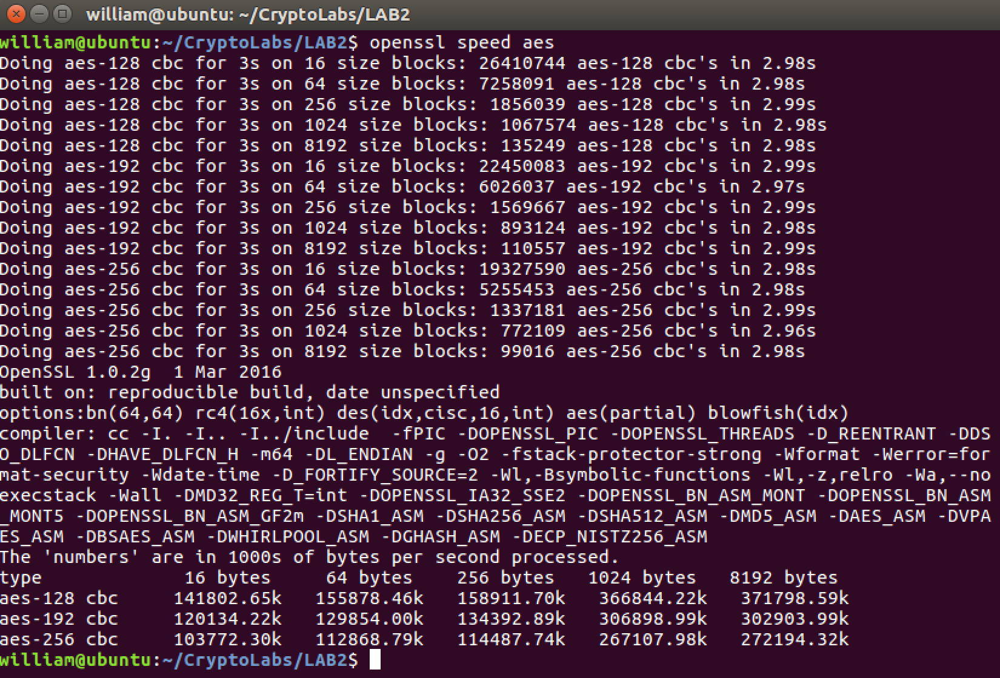 william@ubuntu: ~/CryptoLabs/LAB2
william@ubuntu:~/CryptoLabs/LAB2$ openssl speed aes
Doing aes-128 cbc for 3s on 16 size blocks: 26410744 aes-128 cbc's in 2.98s
Doing aes-128 cbc for 3s on 64 size blocks: 7258091 aes-128 cbc's in 2.98s
Doing aes-128 cbc for 3s on 256 size blocks: 1856039 aes-128 cbc's in 2.99s
Doing aes-128 cbc for 3s on 1024 size blocks: 1067574 aes-128 cbc's in 2.98s
Doing aes-128 cbc for 3s on 8192 size blocks: 135249 aes-128 cbc's in 2.98s
Doing aes-192 cbc for 3s on 16 size blocks: 22450083 aes-192 cbc's in 2.99s
Doing aes-192 cbc for 3s on 64 size blocks: 6026037 aes-192 cbc's in 2.97s
Doing aes-192 cbc for 3s on 256 size blocks: 1569667 aes-192 cbc's in 2.99s
Doing aes-192 cbc for 3s on 1024 size blocks: 893124 aes-192 cbc's in 2.98s
Doing aes-192 cbc for 3s on 8192 size blocks: 110557 aes-192 cbc's in 2.99s
Doing aes-256 cbc for 3s on 16 size blocks: 19327590 aes-256 cbc's in 2.98s
Doing aes-256 cbc for 3s on 64 size blocks: 5255453 aes-256 cbc's in 2.98s
Doing aes-256 cbc for 3s on 256 size blocks: 1337181 aes-256 cbc's in 2.99s
Doing aes-256 cbc for 3s on 1024 size blocks: 772109 aes-256 cbc's in 2.96s
Doing aes-256 cbc for 3s on 8192 size blocks: 99016 aes-256 cbc's in 2.98s
OpenSSL 1.0.2g  1 Mar 2016
built on: reproducible build, date unspecified
options:bn(64,64) rc4(16x,int) des(idx,cisc,16,int) aes(partial) blowfish(idx)
compiler: cc -I. -I.. -I../include  -fPIC -DOPENSSL_PIC -DOPENSSL_THREADS -D_REENTRANT -DDS
O_DLFCN -DHAVE_DLFCN_H -m64 -DL_ENDIAN -g -O2 -fstack-protector-strong -Wformat -Werror=for
mat-security -Wdate-time -D_FORTIFY_SOURCE=2 -Wl,-Bsymbolic-functions -Wl,-z,relro -Wa,--no
execstack -Wall -DMD32_REG_T=int -DOPENSSL_IA32_SSE2 -DOPENSSL_BN_ASM_MONT -DOPENSSL_BN_ASM
_MONT5 -DOPENSSL_BN_ASM_GF2m -DSHA1_ASM -DSHA256_ASM -DSHA512_ASM -DMD5_ASM -DAES_ASM -DVPA
ES_ASM -DBSAES_ASM -DWHIRLPOOL_ASM -DGHASH_ASM -DECP_NISTZ256_ASM
The 'numbers' are in 1000s of bytes per second processed.
type             16 bytes     64 bytes    256 bytes   1024 bytes   8192 bytes
aes-128 cbc     141802.65k   155878.46k   158911.70k   366844.22k   371798.59k
aes-192 cbc     120134.22k   129854.00k   134392.89k   306898.99k   302903.99k
aes-256 cbc     103772.30k   112868.79k   114487.74k   267107.98k   272194.32k
william@ubuntu:~/CryptoLabs/LAB2$